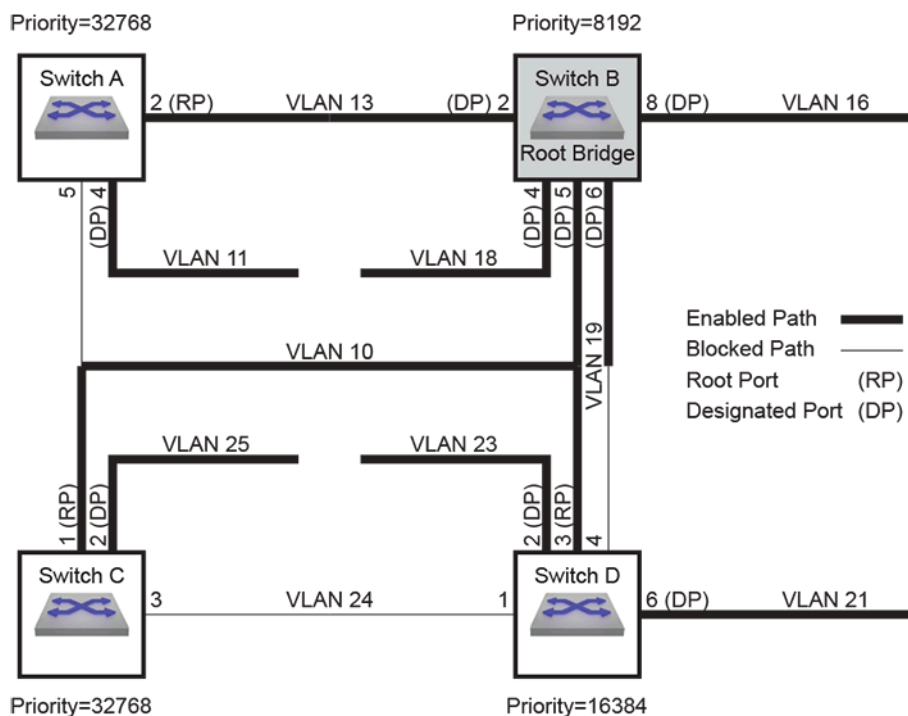 Priority=32768
Priority=8192
Switch A
Switch B
2 (RP)
VLAN 13
(DP) 2
8 (DP)
VLAN 16
Root Bridge
5
(DP) 4
(DP) 4
(DP) 5
(DP) 6
VLAN 11
VLAN 18
Enabled Path
VLAN 10
VLAN 19
Blocked Path
Root Port
(RP)
Designated Port
(DP)
VLAN 25
VLAN 23
1 (RP)
2 (DP)
2 (DP)
3 (RP)
4
Switch C
Switch D
3
VLAN 24
1
6 (DP)
VLAN 21
Priority=32768
Priority=16384